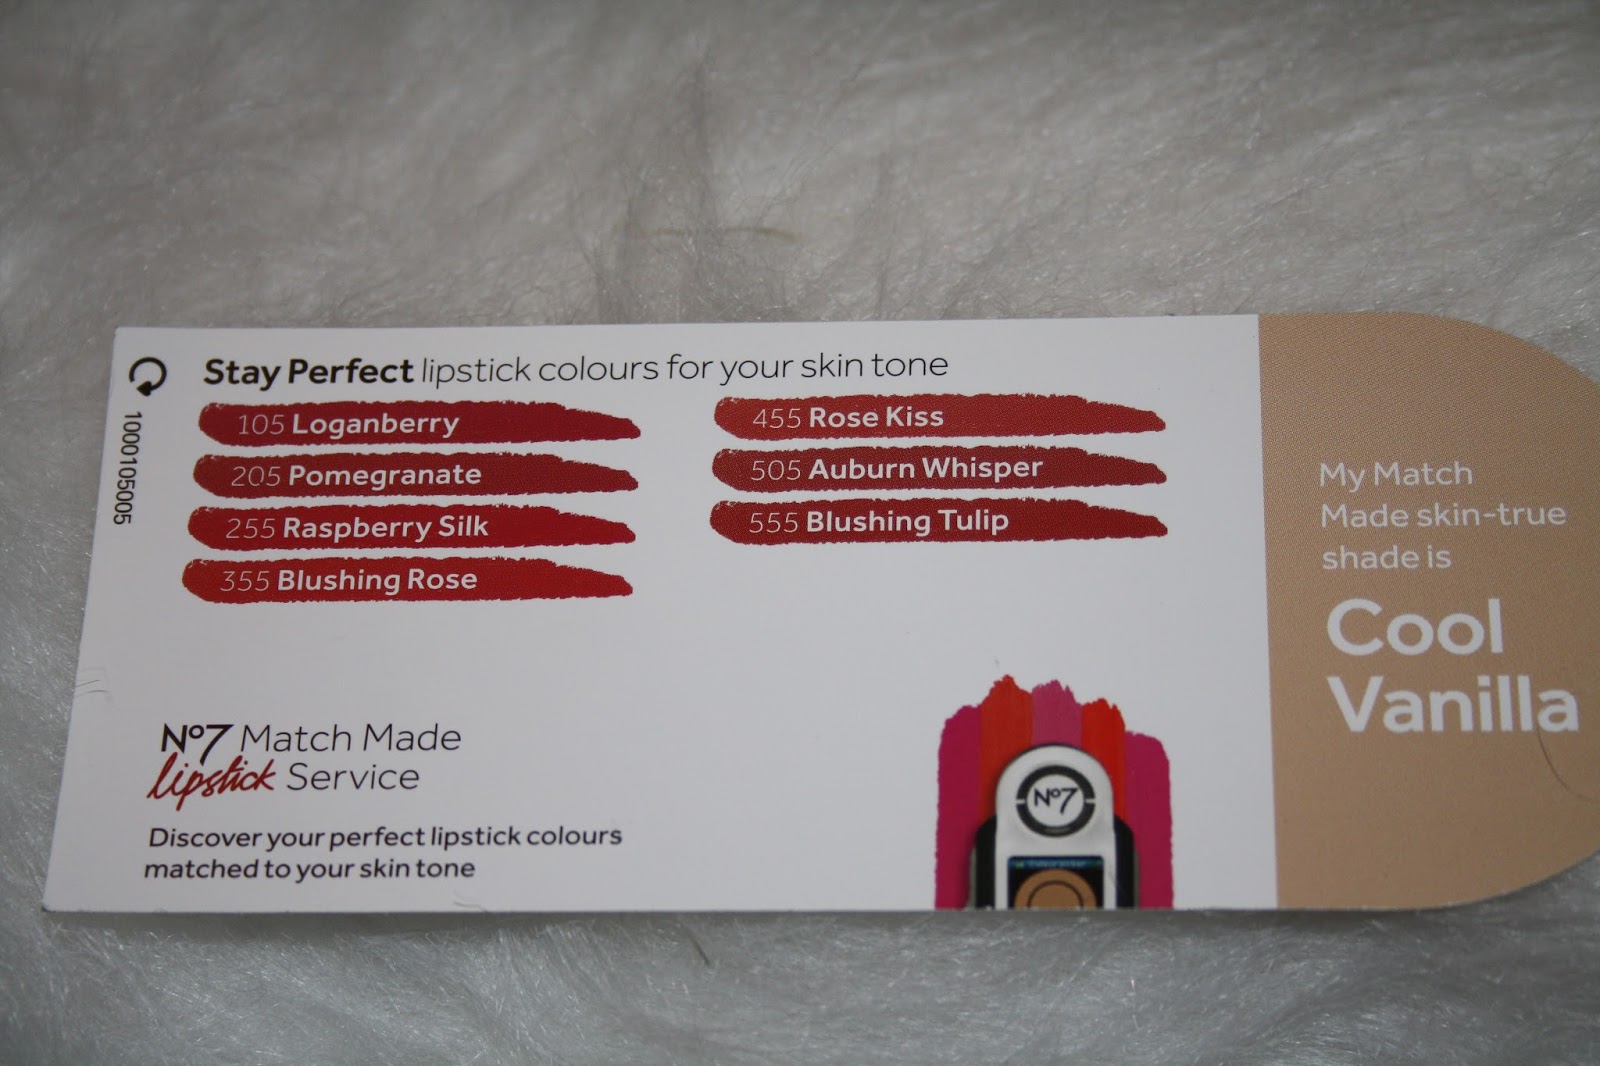 Stay Perfect lipstick colours for your skin tone
105 Loganberry
205 Pomegranate
255 Raspberry Silk
355 Blushing Rose
455 Rose Kiss
505 Auburn Whisper
555 Blushing Tulip
1000105005
No7 Match Made
lipstick Service
Discover your perfect lipstick colours
matched to your skin tone
No7
My Match
Made skin-true
shade is
Cool
Vanilla